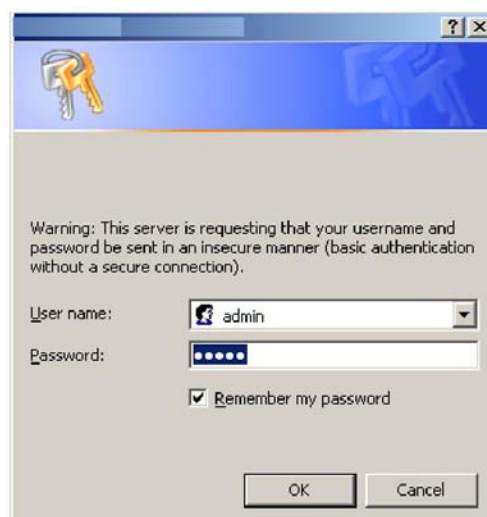 Warning: This server is requesting that your username and
password be sent in an insecure manner (basic authentication
without a secure connection).
User name:
admin
Password:
•••••
Remember my password
OK
Cancel